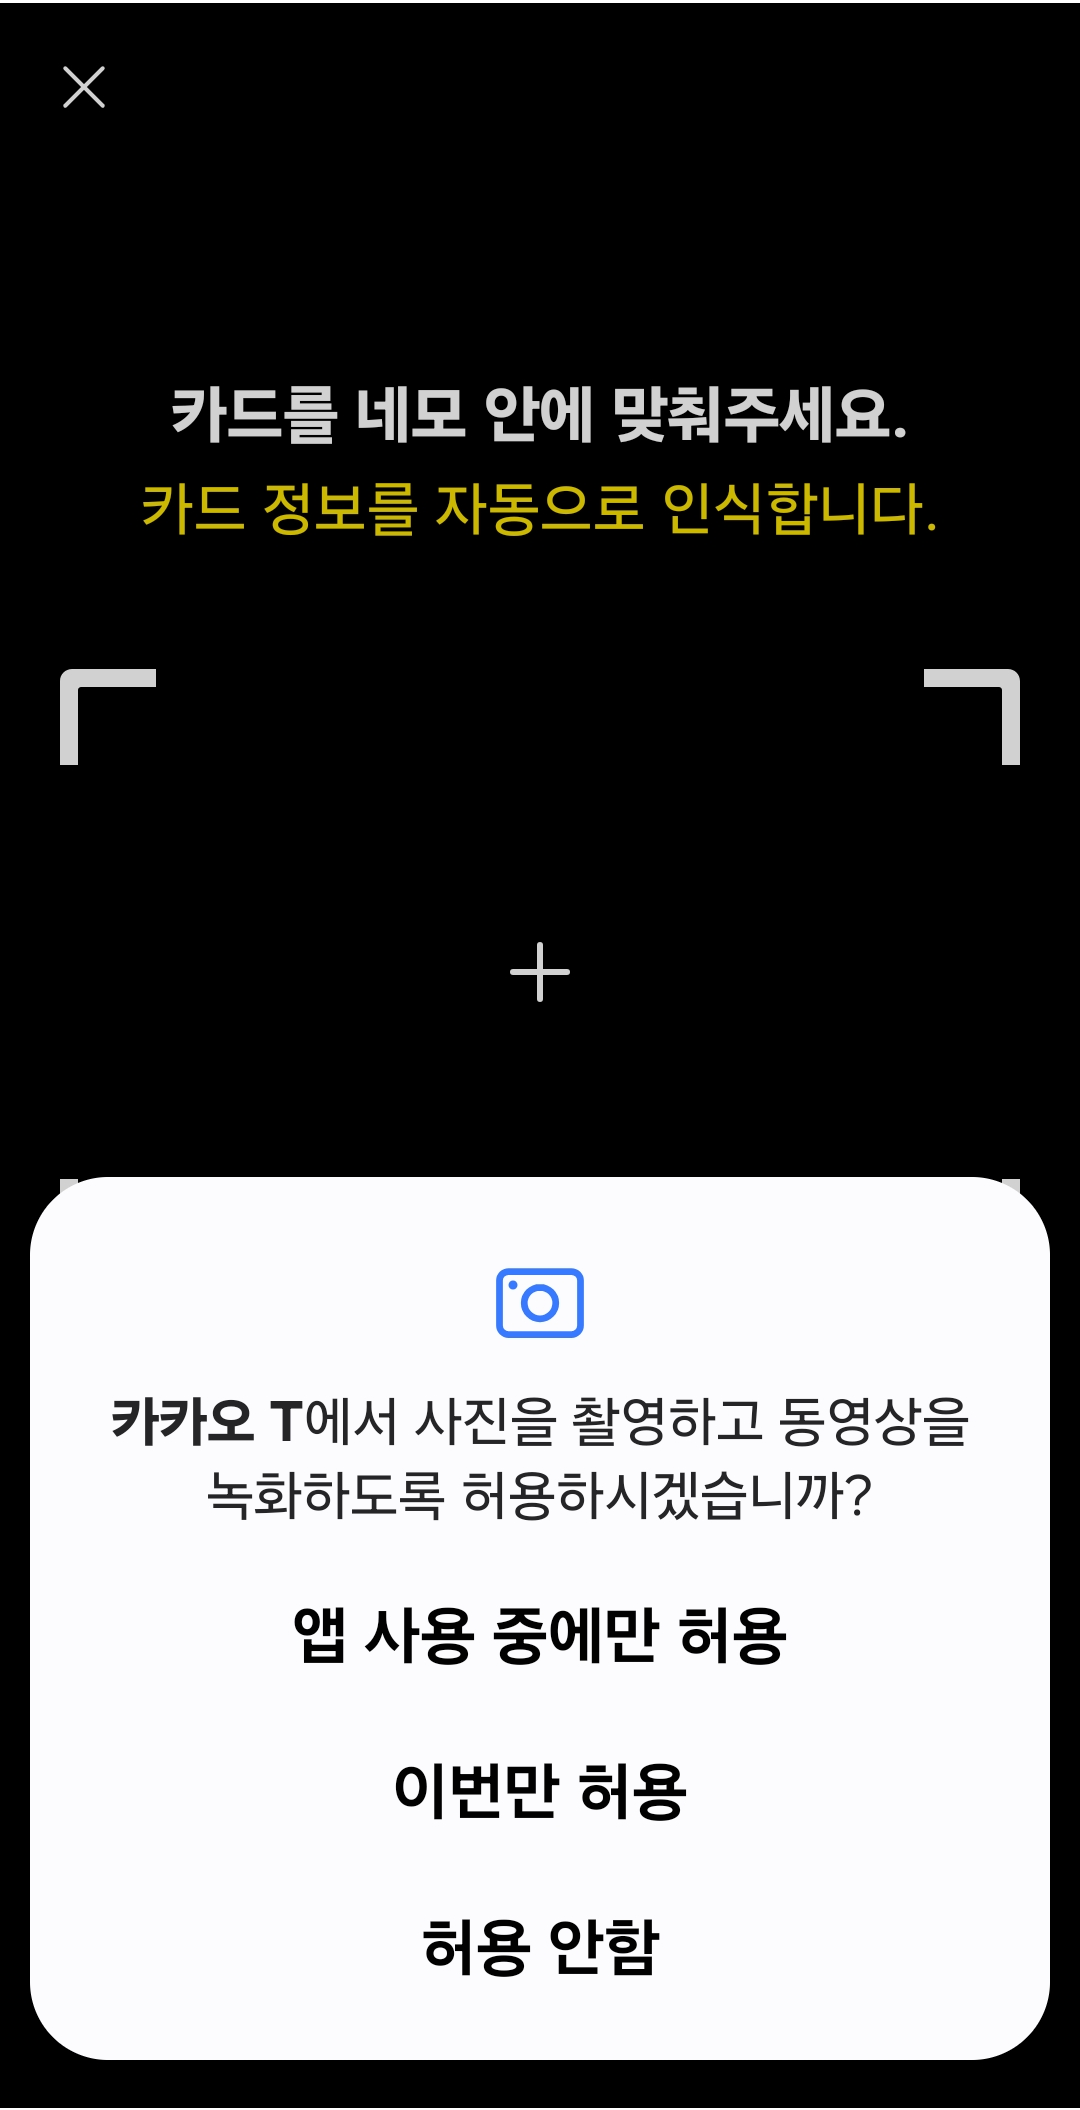 카드를 네모 안에 맞춰주세요.
카드 정보를 자동으로 인식합니다.
카카오 T에서 사진을 촬영하고 동영상을
녹화하도록 허용하시겠습니까?
앱 사용 중에만 허용
이번만 허용
허용 안함